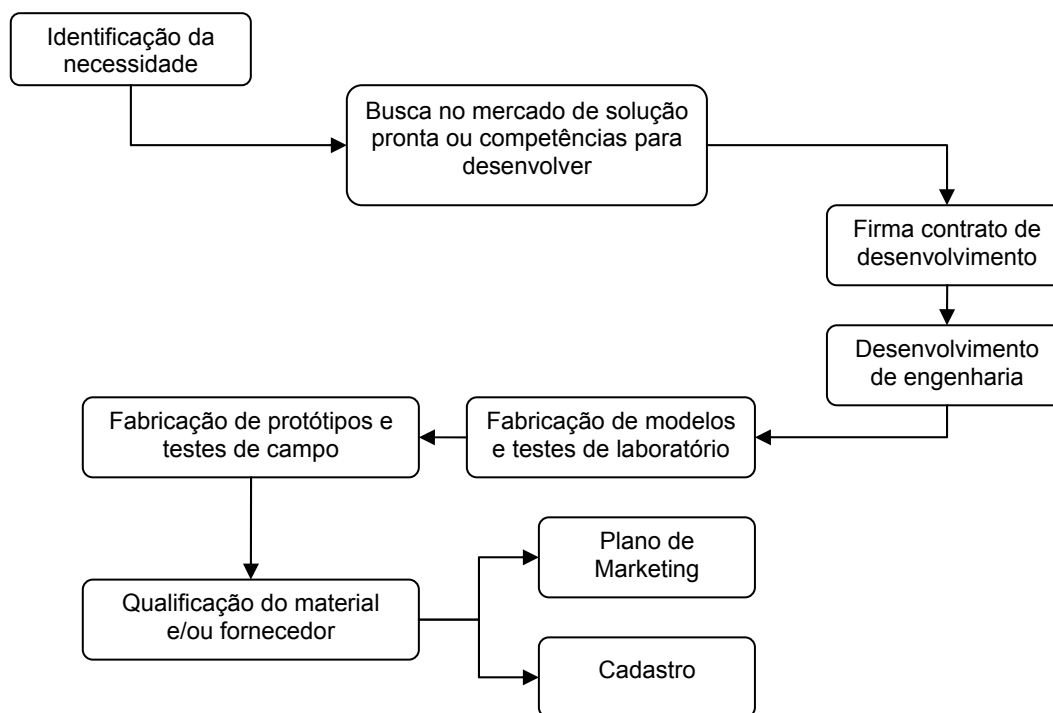 Identificação da
necessidade
Busca no mercado de solução
pronta ou competências para
desenvolver
Firma contrato de
desenvolvimento
Desenvolvimento
de engenharia
Fabricação de modelos
e testes de laboratório
Fabricação de protótipos e
testes de campo
Qualificação do material
e/ou fornecedor
Plano de
Marketing
Cadastro